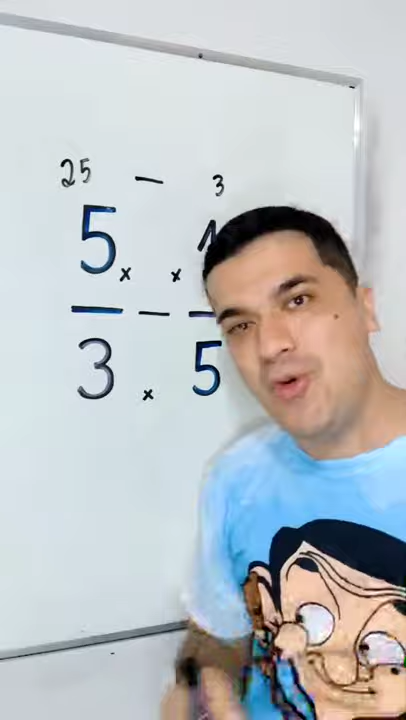 25 — 3
5 x x 1
— — —
3 x 5